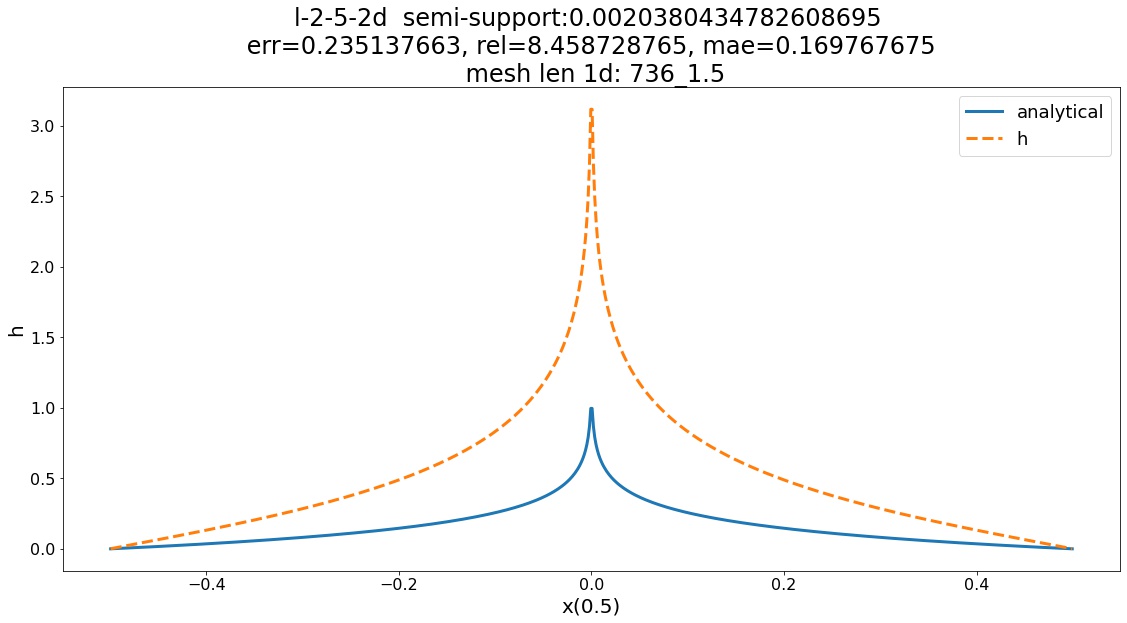 l-2-5-2d  semi-support:0.0020380434782608695
err=0.235137663, rel=8.458728765, mae=0.169767675
mesh len 1d: 736_1.5
analytical
h
3.0
2.5
2.0
1.5
1.0
0.5
0.0
h
−0.4
−0.2
0.0
0.2
0.4
x(0.5)